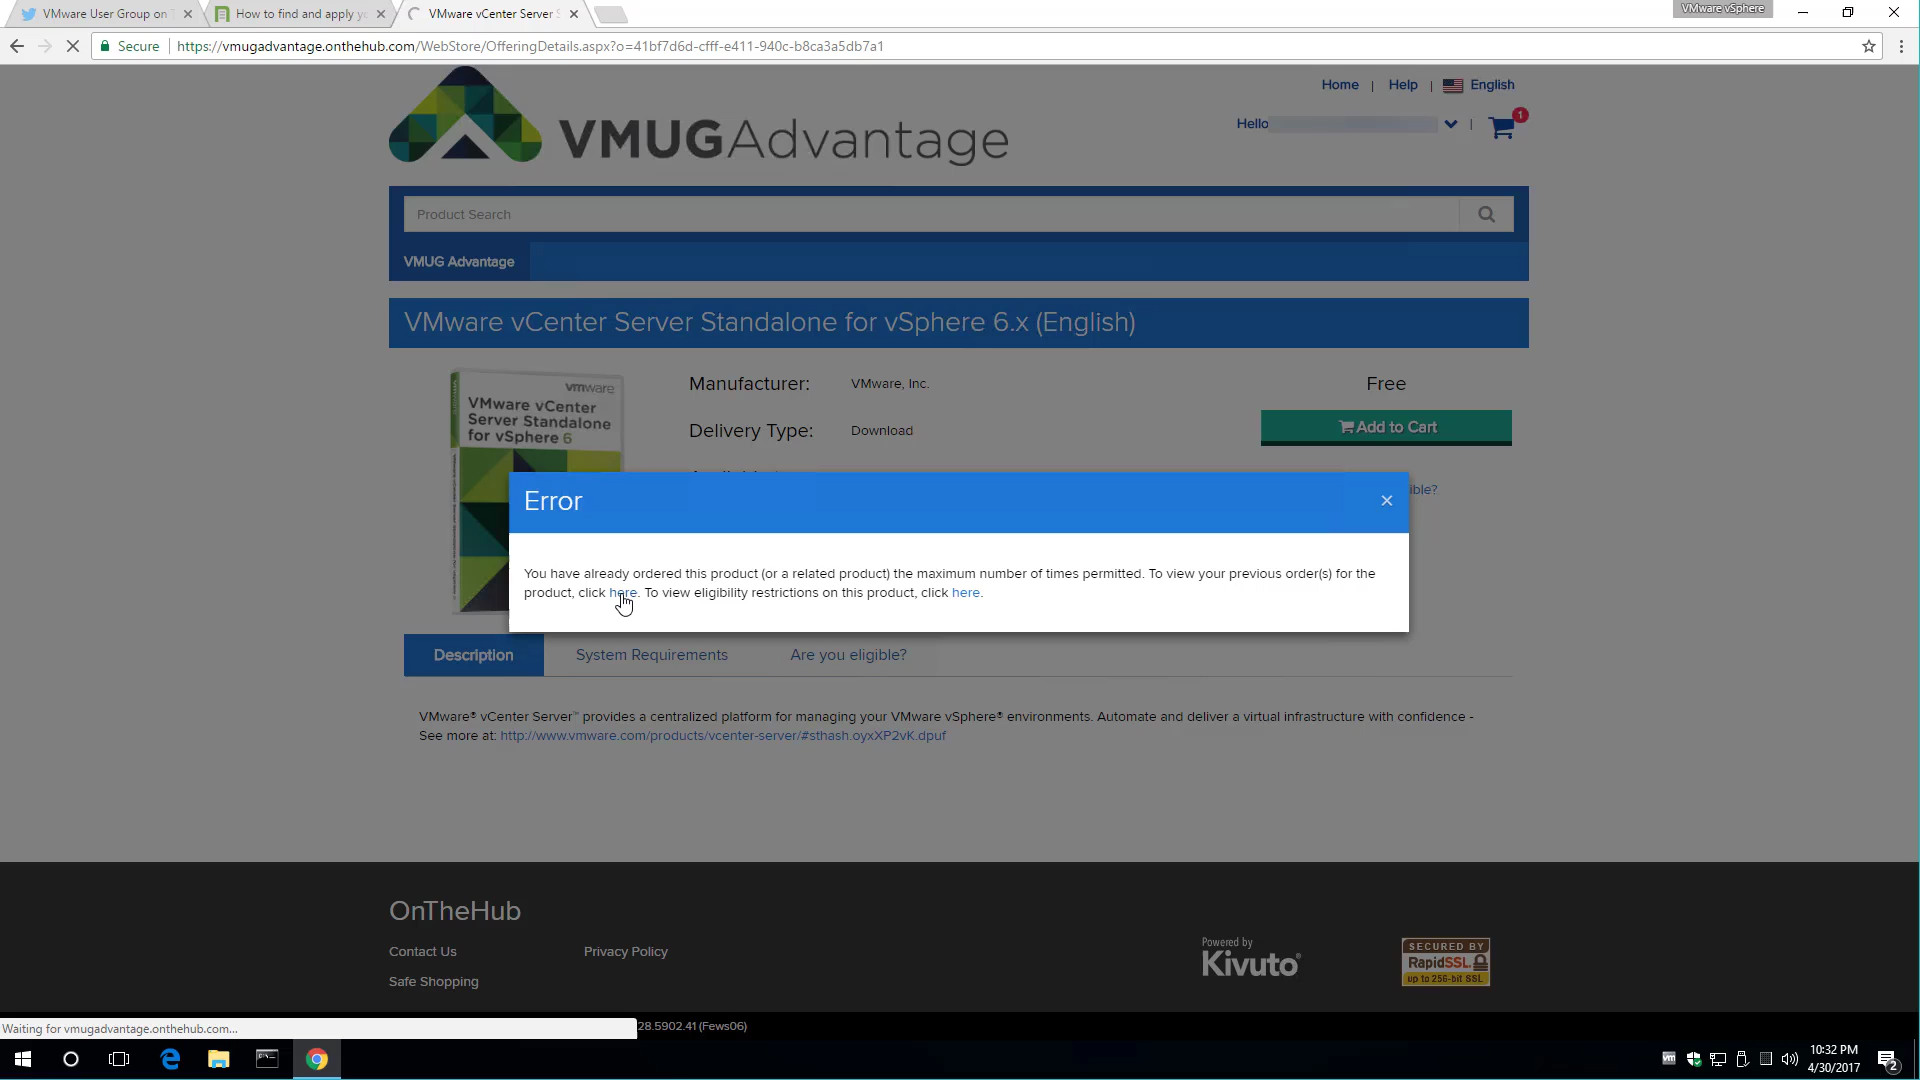 VMware User Group on
How to find and apply yo
VMware vCenter Server S
VMware vSphere
Secure
https://vmugadvantage.onthehub.com/WebStore/OfferingDetails.aspx?o=41bf7d6d-cfff-e411-940c-b8ca3a5db7a1
Home | Help | English
VMUGAdvantage
Hello
1
Product Search
VMUG Advantage
VMware vCenter Server Standalone for vSphere 6.x (English)
vmware
VMware vCenter
Server Standalone
for vSphere 6
Manufacturer: VMware, Inc.
Free
Delivery Type: Download
Add to Cart
ible?
Error
×
You have already ordered this product (or a related product) the maximum number of times permitted. To view your previous order(s) for the
product, click here. To view eligibility restrictions on this product, click here.
Description System Requirements Are you eligible?
VMware® vCenter Server™ provides a centralized platform for managing your VMware vSphere® environments. Automate and deliver a virtual infrastructure with confidence -
See more at: http://www.vmware.com/products/vcenter-server/#sthash.oyxXP2vK.dpuf
OnTheHub
Contact Us Privacy Policy
Safe Shopping
Powered by
Kivuto
SECURED BY
RapidSSL
up to 256-bit SSL
Waiting for vmugadvantage.onthehub.com...
28.5902.41 (Fews06)
vm
10:32 PM
4/30/2017
2